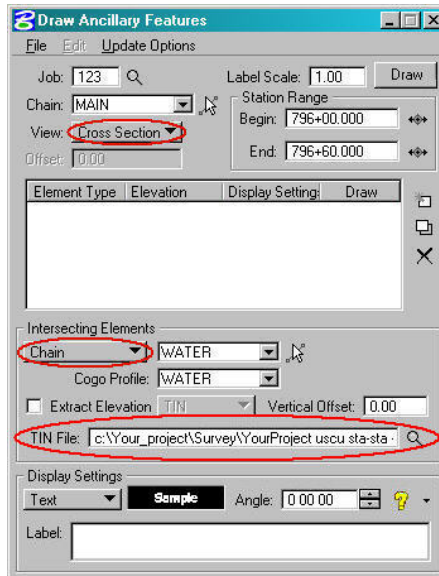 Draw Ancillary Features
File Edit Update Options
Job: 123 Label Scale: 1.00 Draw
Chain: MAIN Station Range
View: Cross Section Begin: 796+00.000
Offset: 0.00 End: 796+60.000
Element Type Elevation Display Setting: Draw
Intersecting Elements
Chain WATER
Cogo Profile: WATER
Extract Elevation TIN Vertical Offset: 0.00
TIN File: c:\Your_project\Survey\YourProject uscu sta-sta -
Display Settings
Text Sample Angle: 0 00 00
Label: